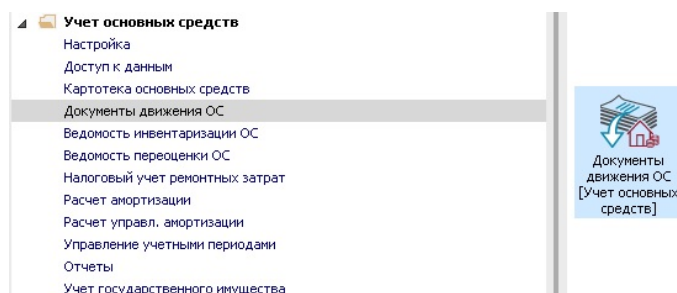 Учет основных средств
Настройка
Доступ к данным
Картотека основных средств
Документы движения ОС
Ведомость инвентаризации ОС
Ведомость переоценки ОС
Налоговый учет ремонтных затрат
Расчет амортизации
Расчет управл. амортизации
Управление учетными периодами
Отчеты
Учет государственного имущества
Документы
движения ОС
[Учет основных
средств]